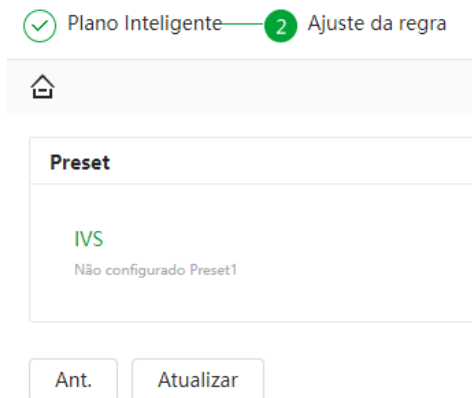 Plano Inteligente 2 Ajuste da regra
Preset
IVS
Não configurado Preset1
Ant. Atualizar